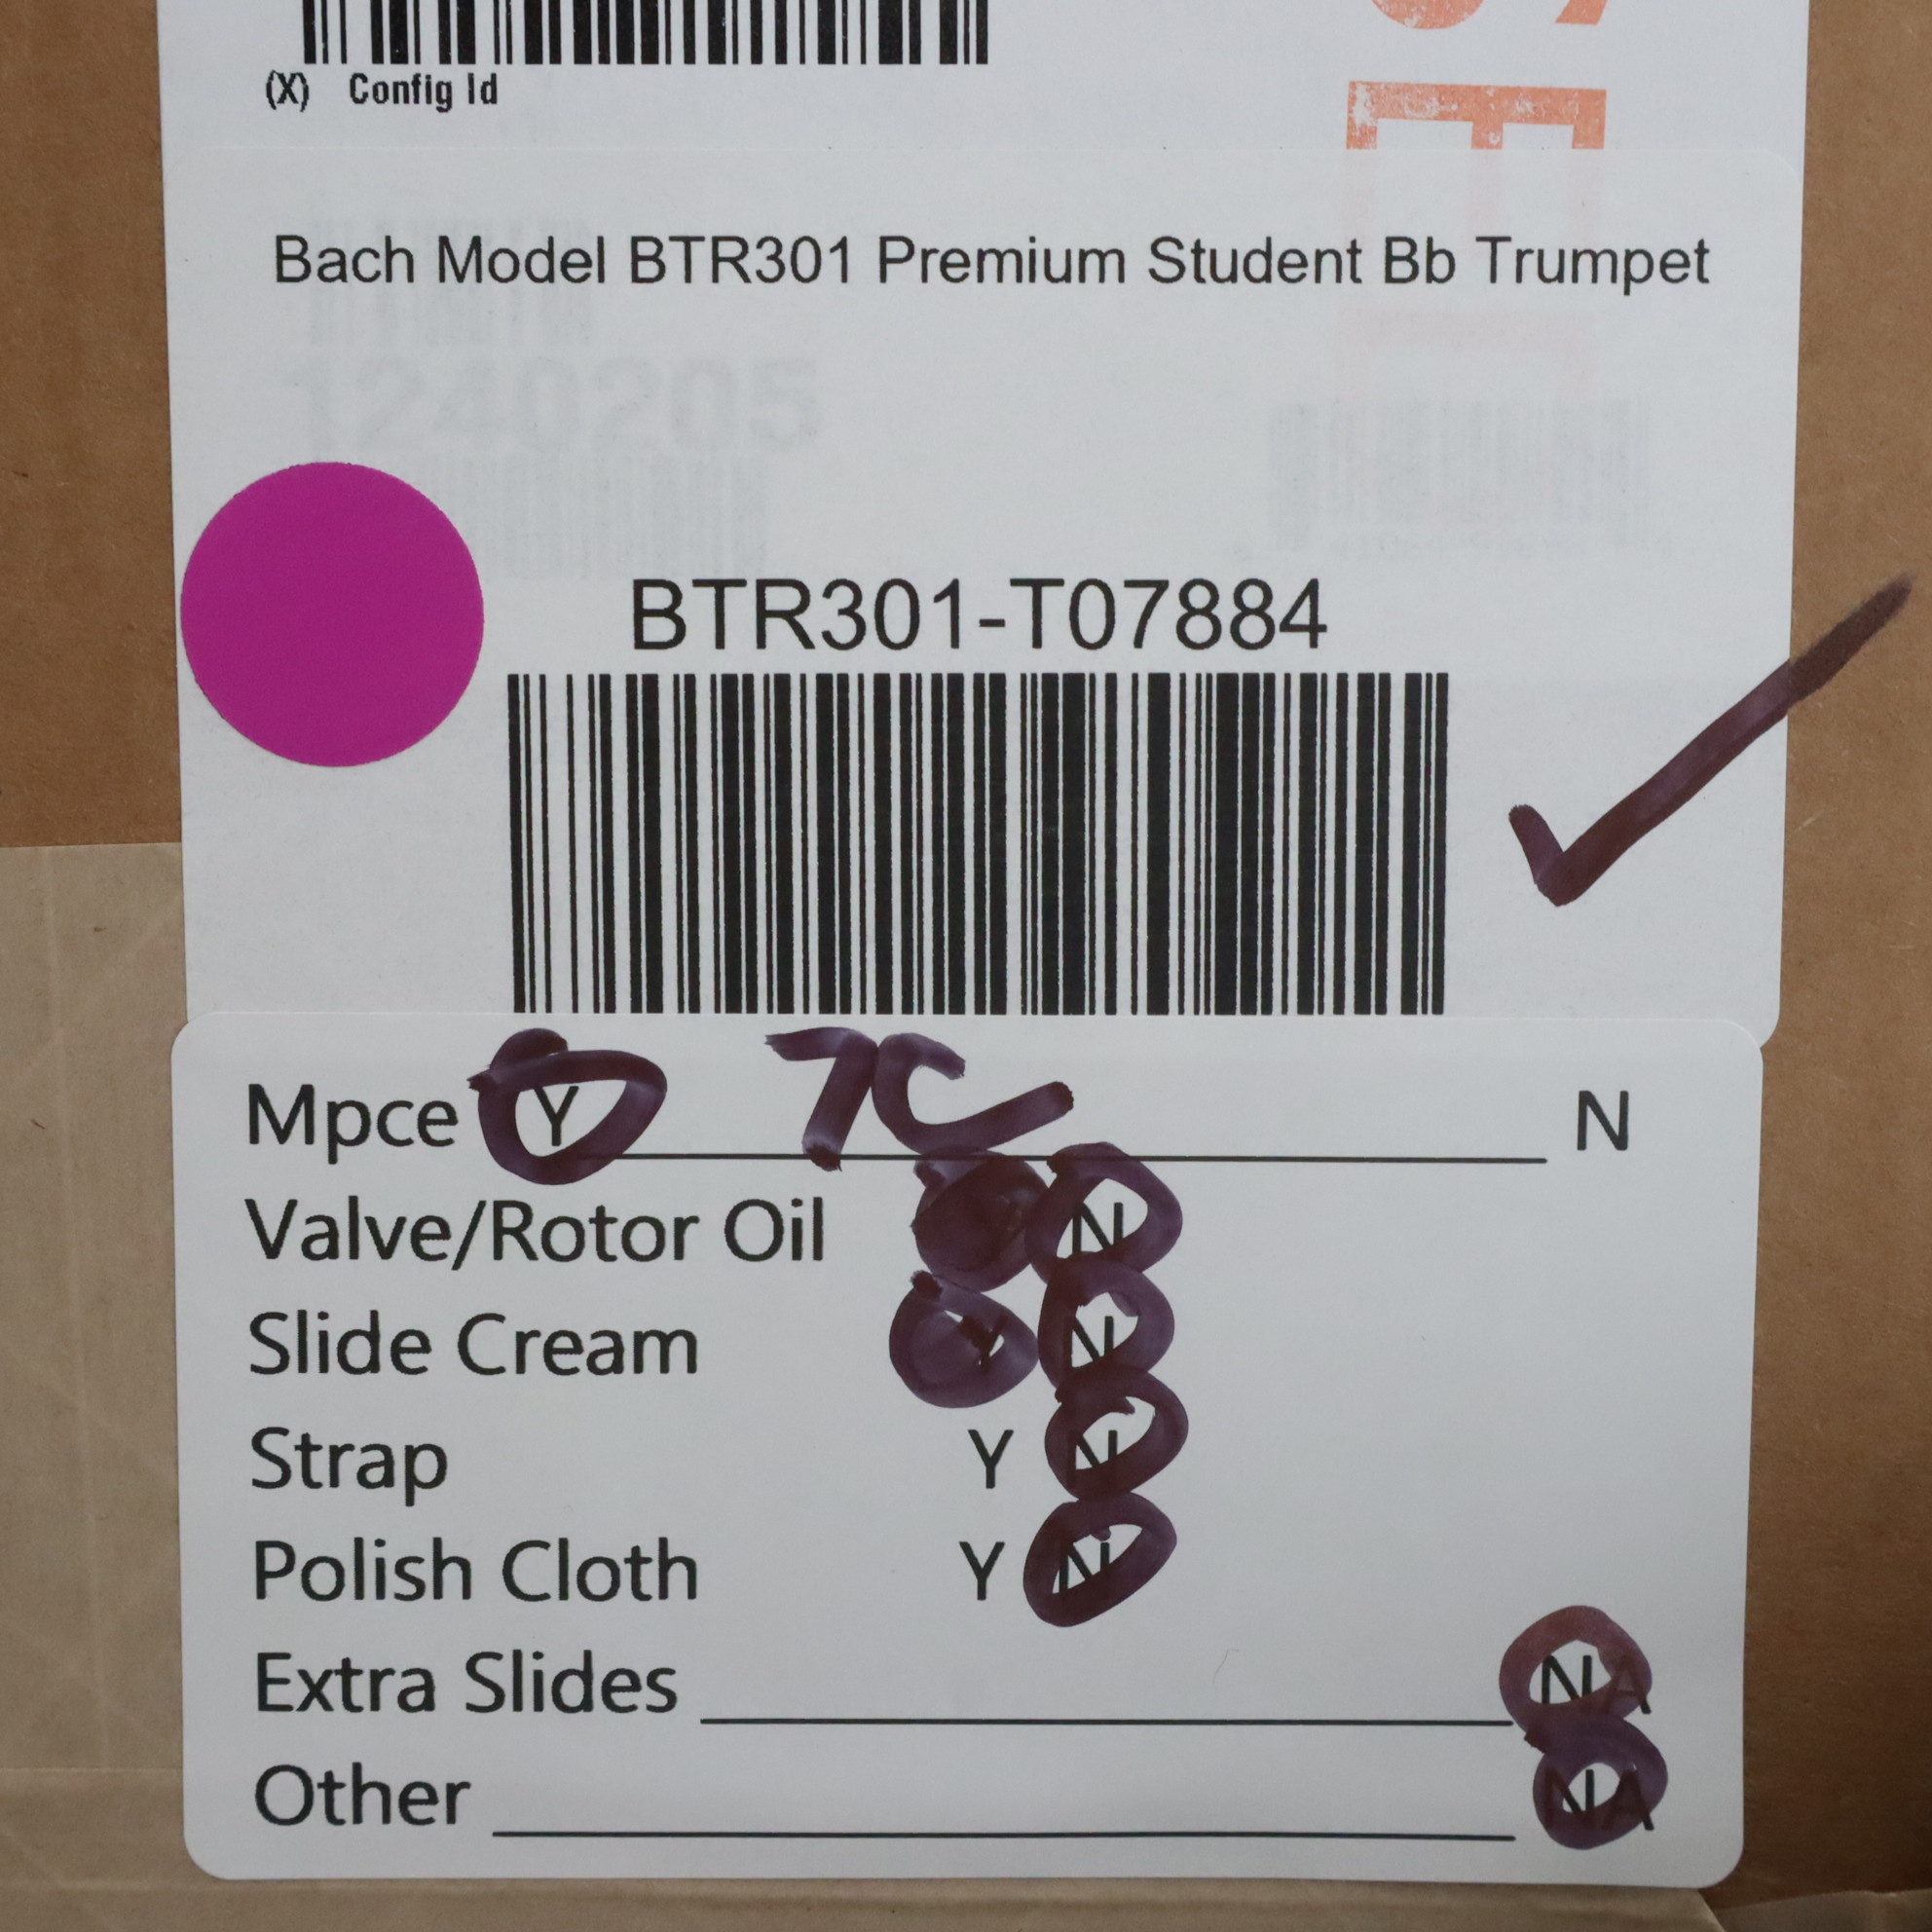 (X) Config Id
Bach Model BTR301 Premium Student Bb Trumpet
1240205
BTR301-T07884
Mpce Y 7C N
Valve/Rotor Oil N
Slide Cream Y N
Strap Y N
Polish Cloth Y N
Extra Slides NA
Other NA